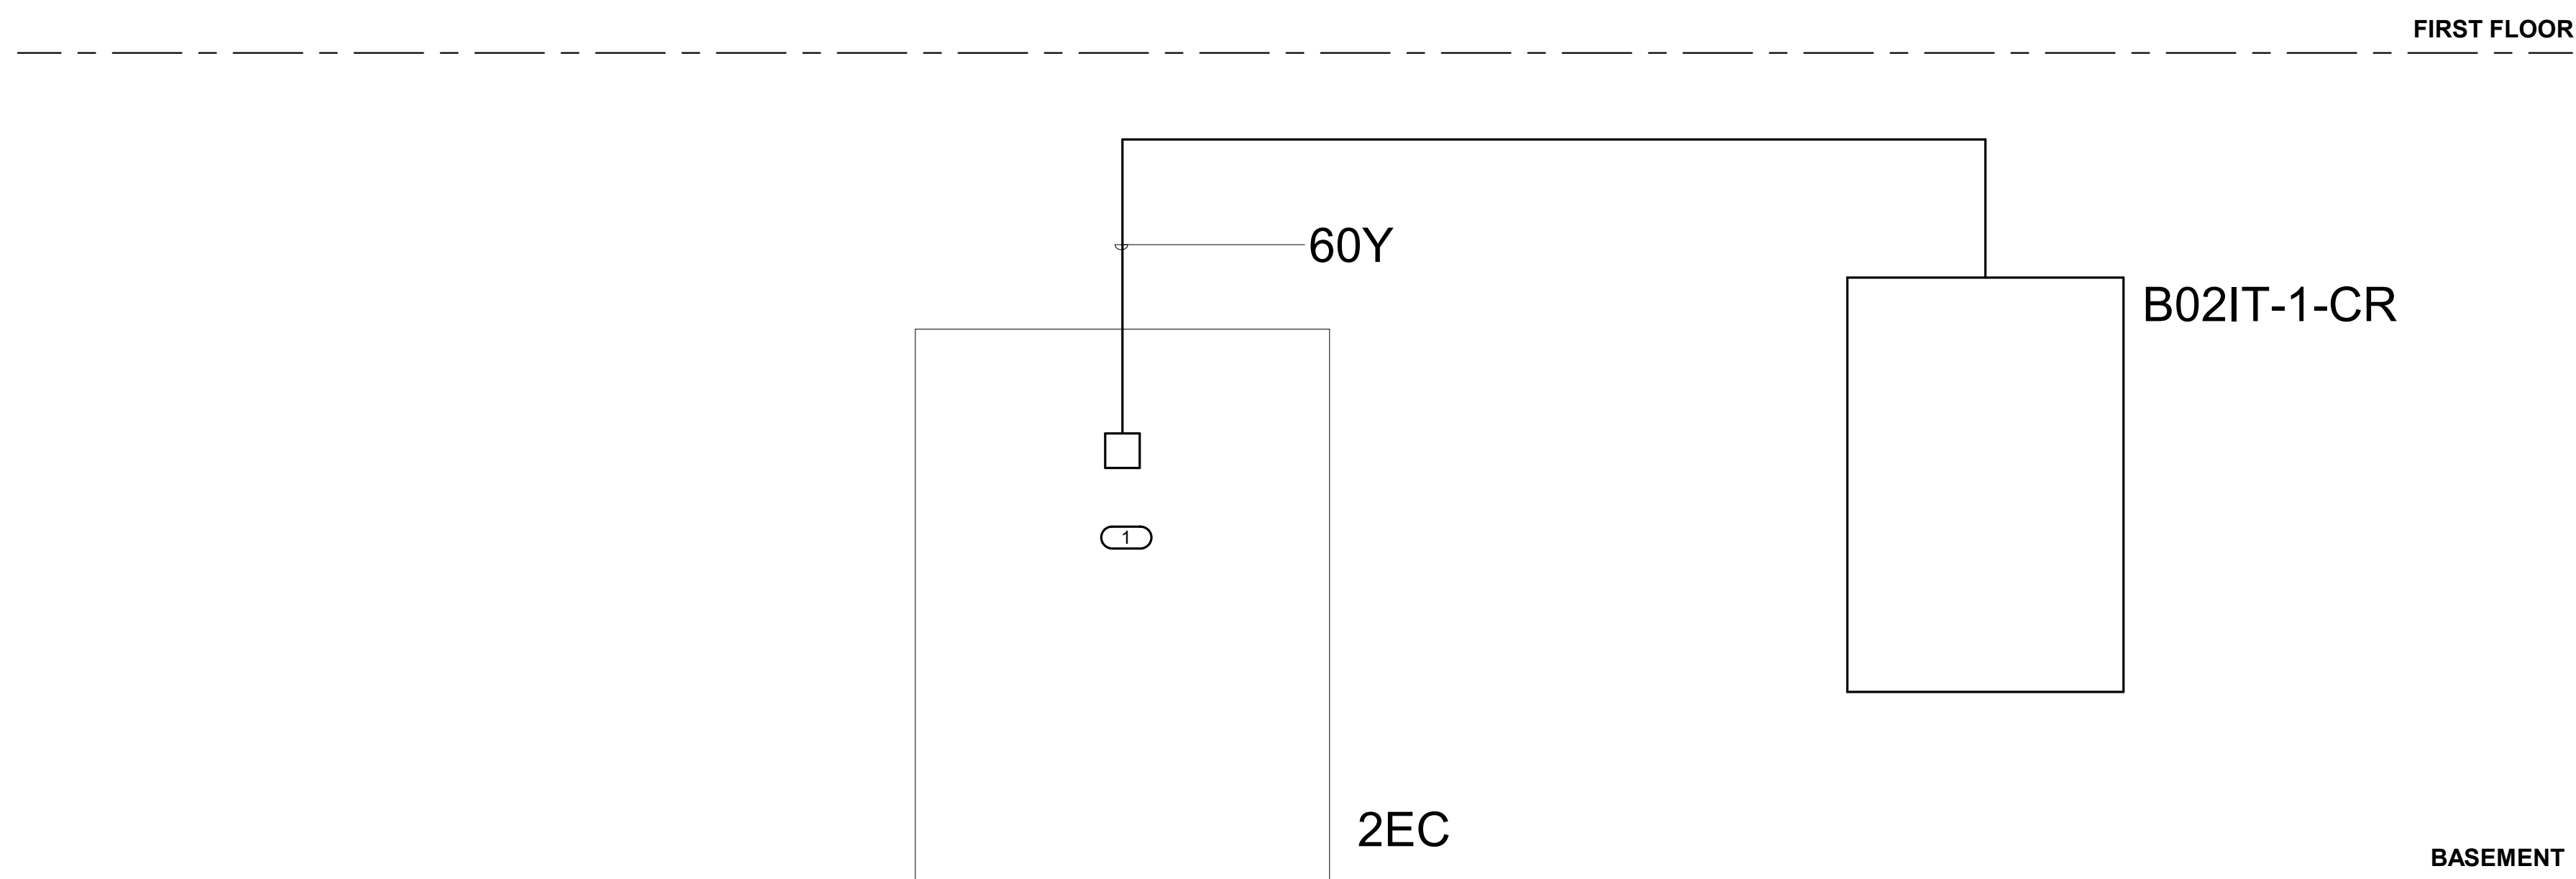 FIRST FLOOR
60Y
B02IT-1-CR
1
2EC
BASEMENT